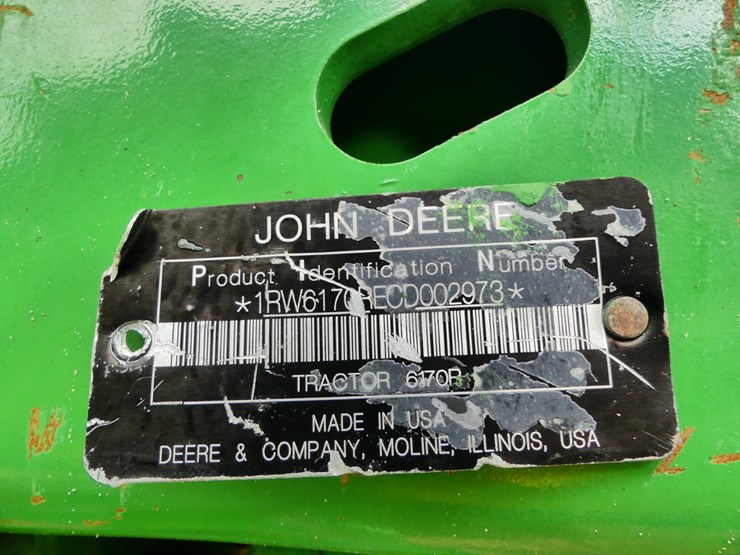 JOHN DEERE
Product Identification Number
*1RW6170RECD002973*
TRACTOR 6170R
MADE IN USA
DEERE & COMPANY, MOLINE, ILLINOIS, USA